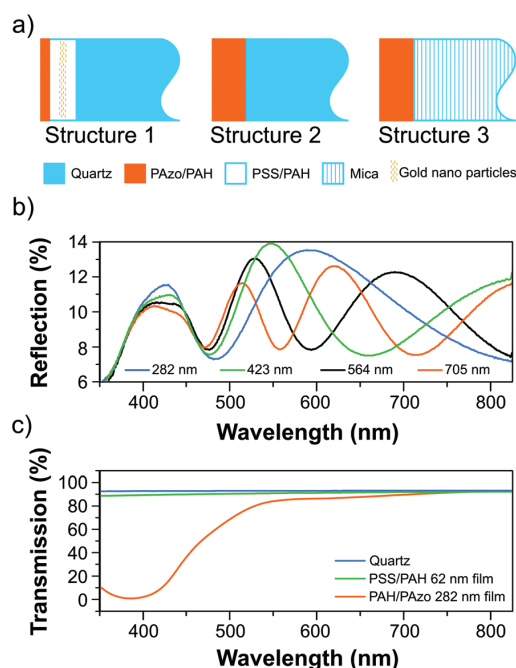 a)
Structure 1 Structure 2 Structure 3
Quartz PAzo/PAH PSS/PAH Mica Gold nano particles
b)
Reflection (%)
14
12
10
8
6
282 nm 423 nm 564 nm 705 nm
400 500 600 700 800
Wavelength (nm)
c)
Transmission (%)
100
80
60
40
20
0
Quartz
PSS/PAH 62 nm film
PAH/PAzo 282 nm film
400 500 600 700 800
Wavelength (nm)